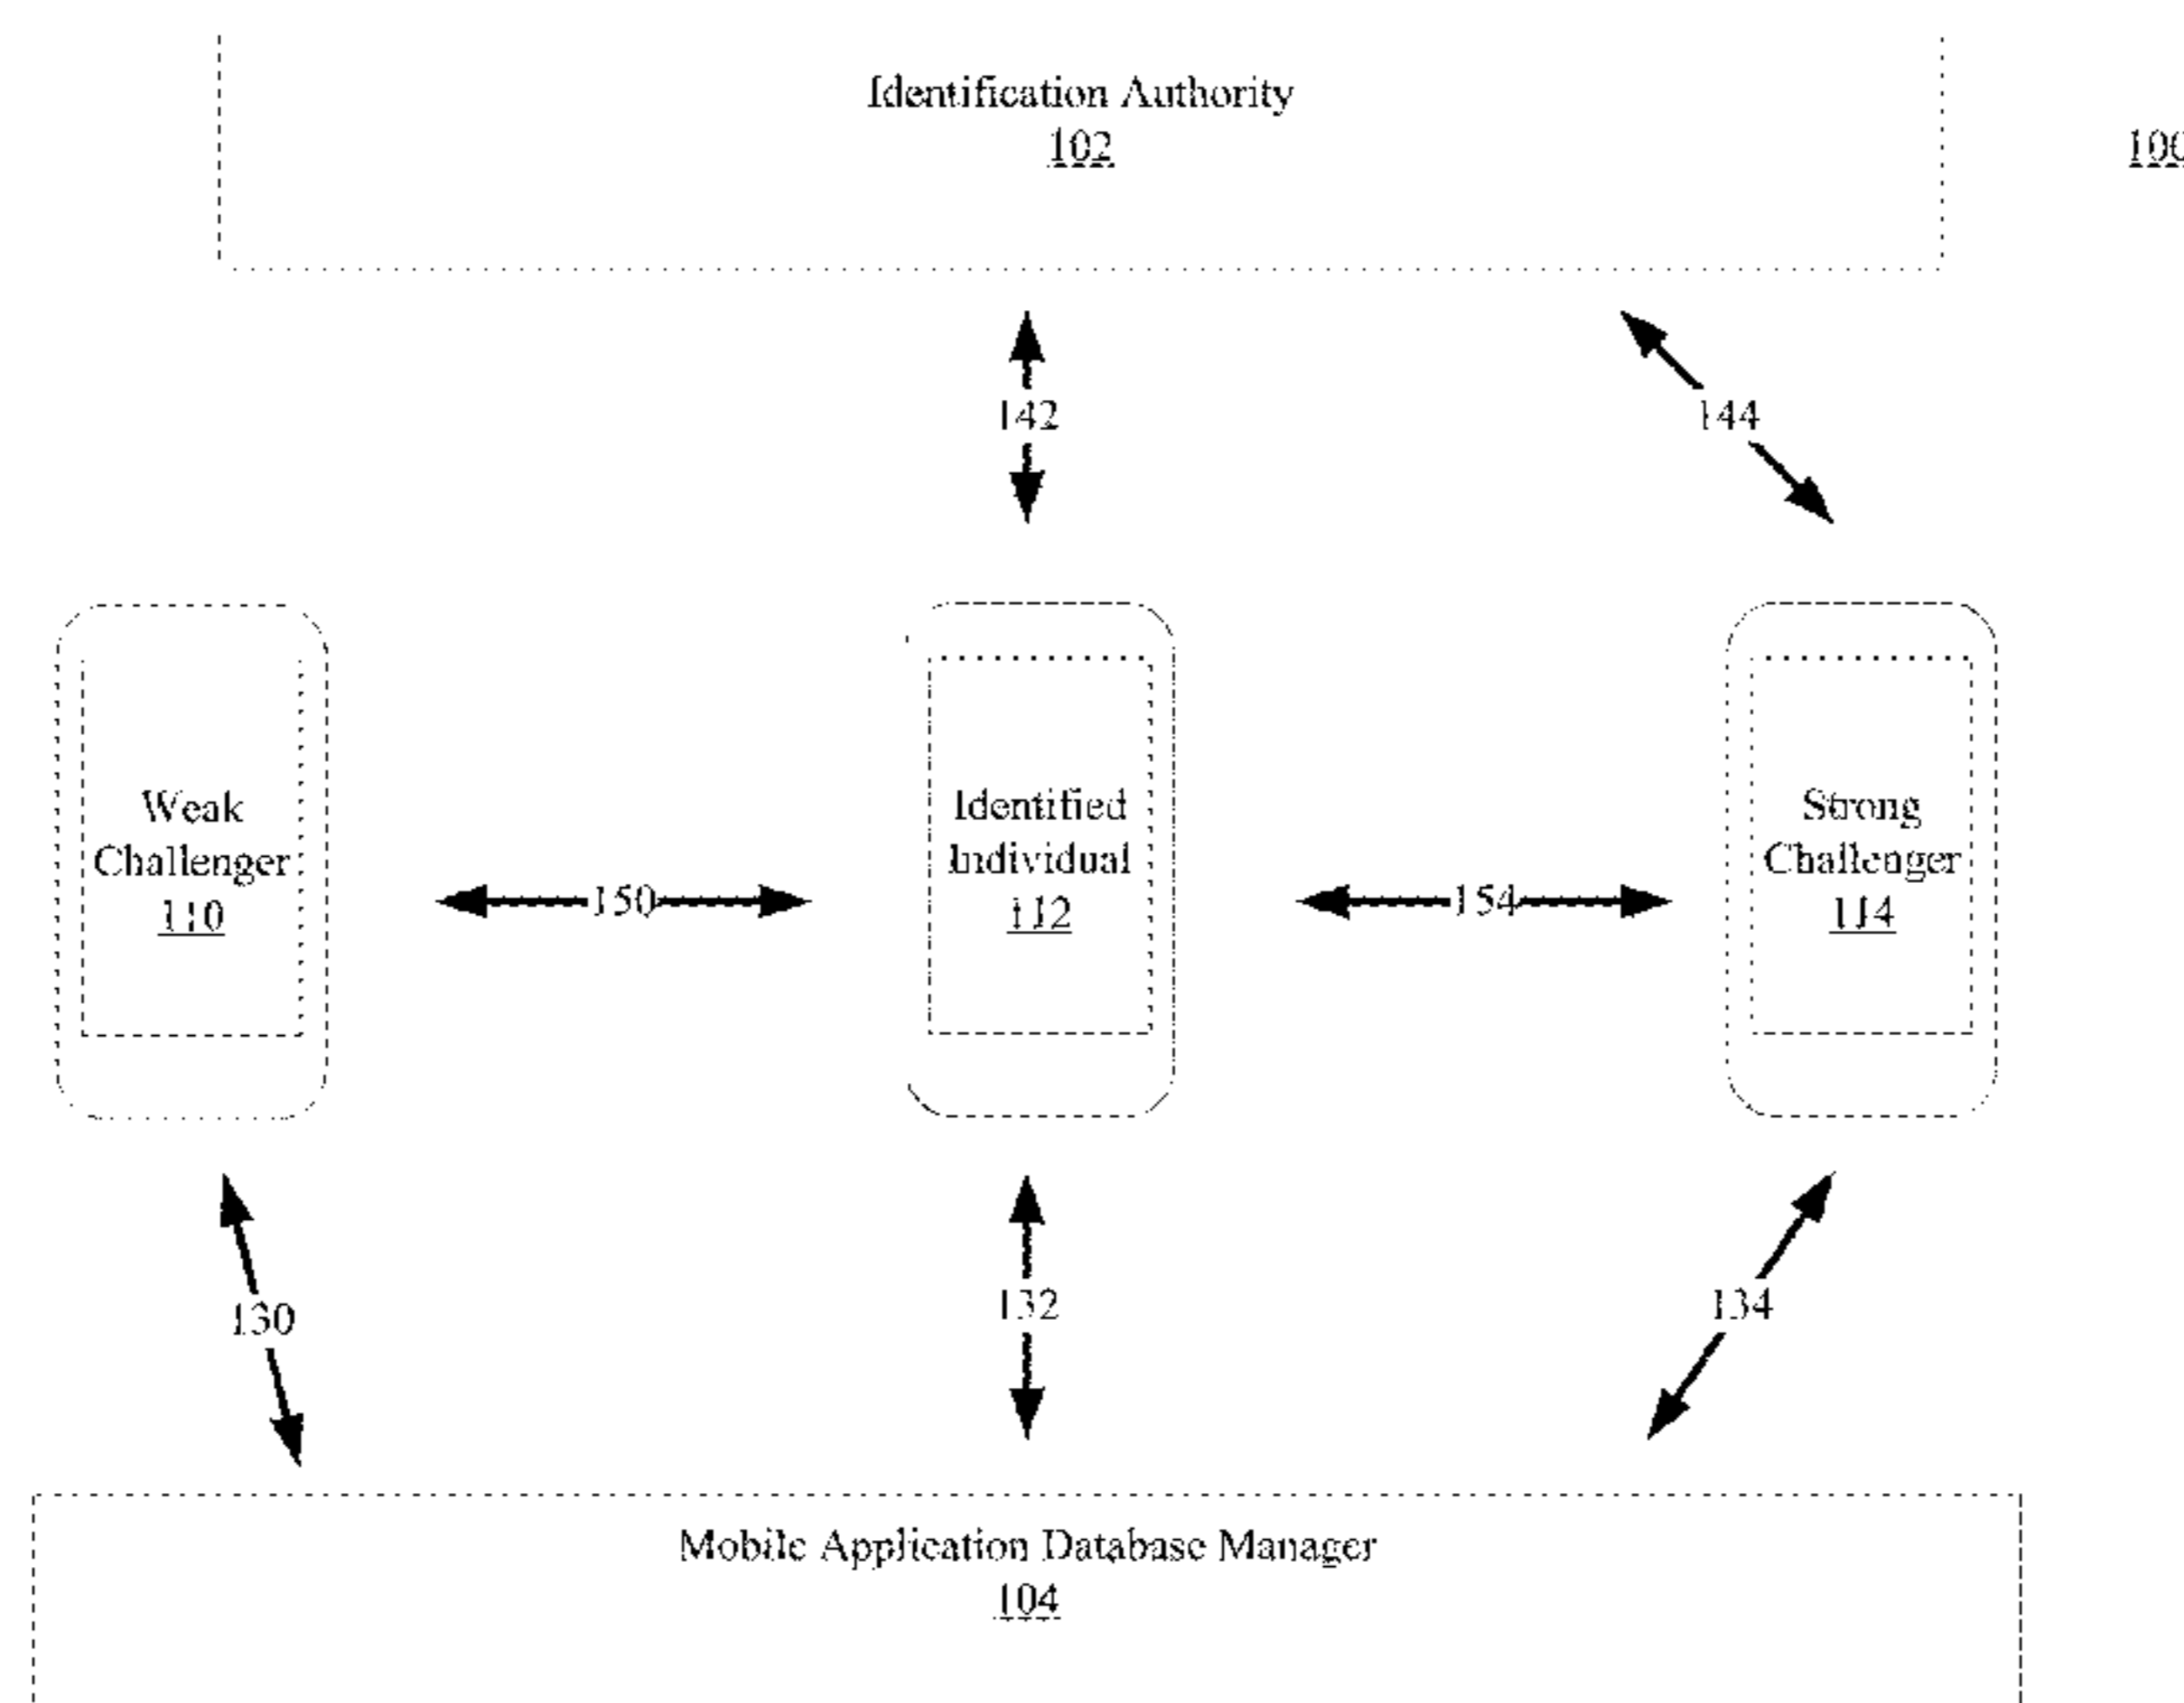 Identification Authority
102
100
142
144
Weak
Challenger
110
Identified
Individual
112
Strong
Challenger
114
150
154
130
132
134
Mobile Application Database Manager
104